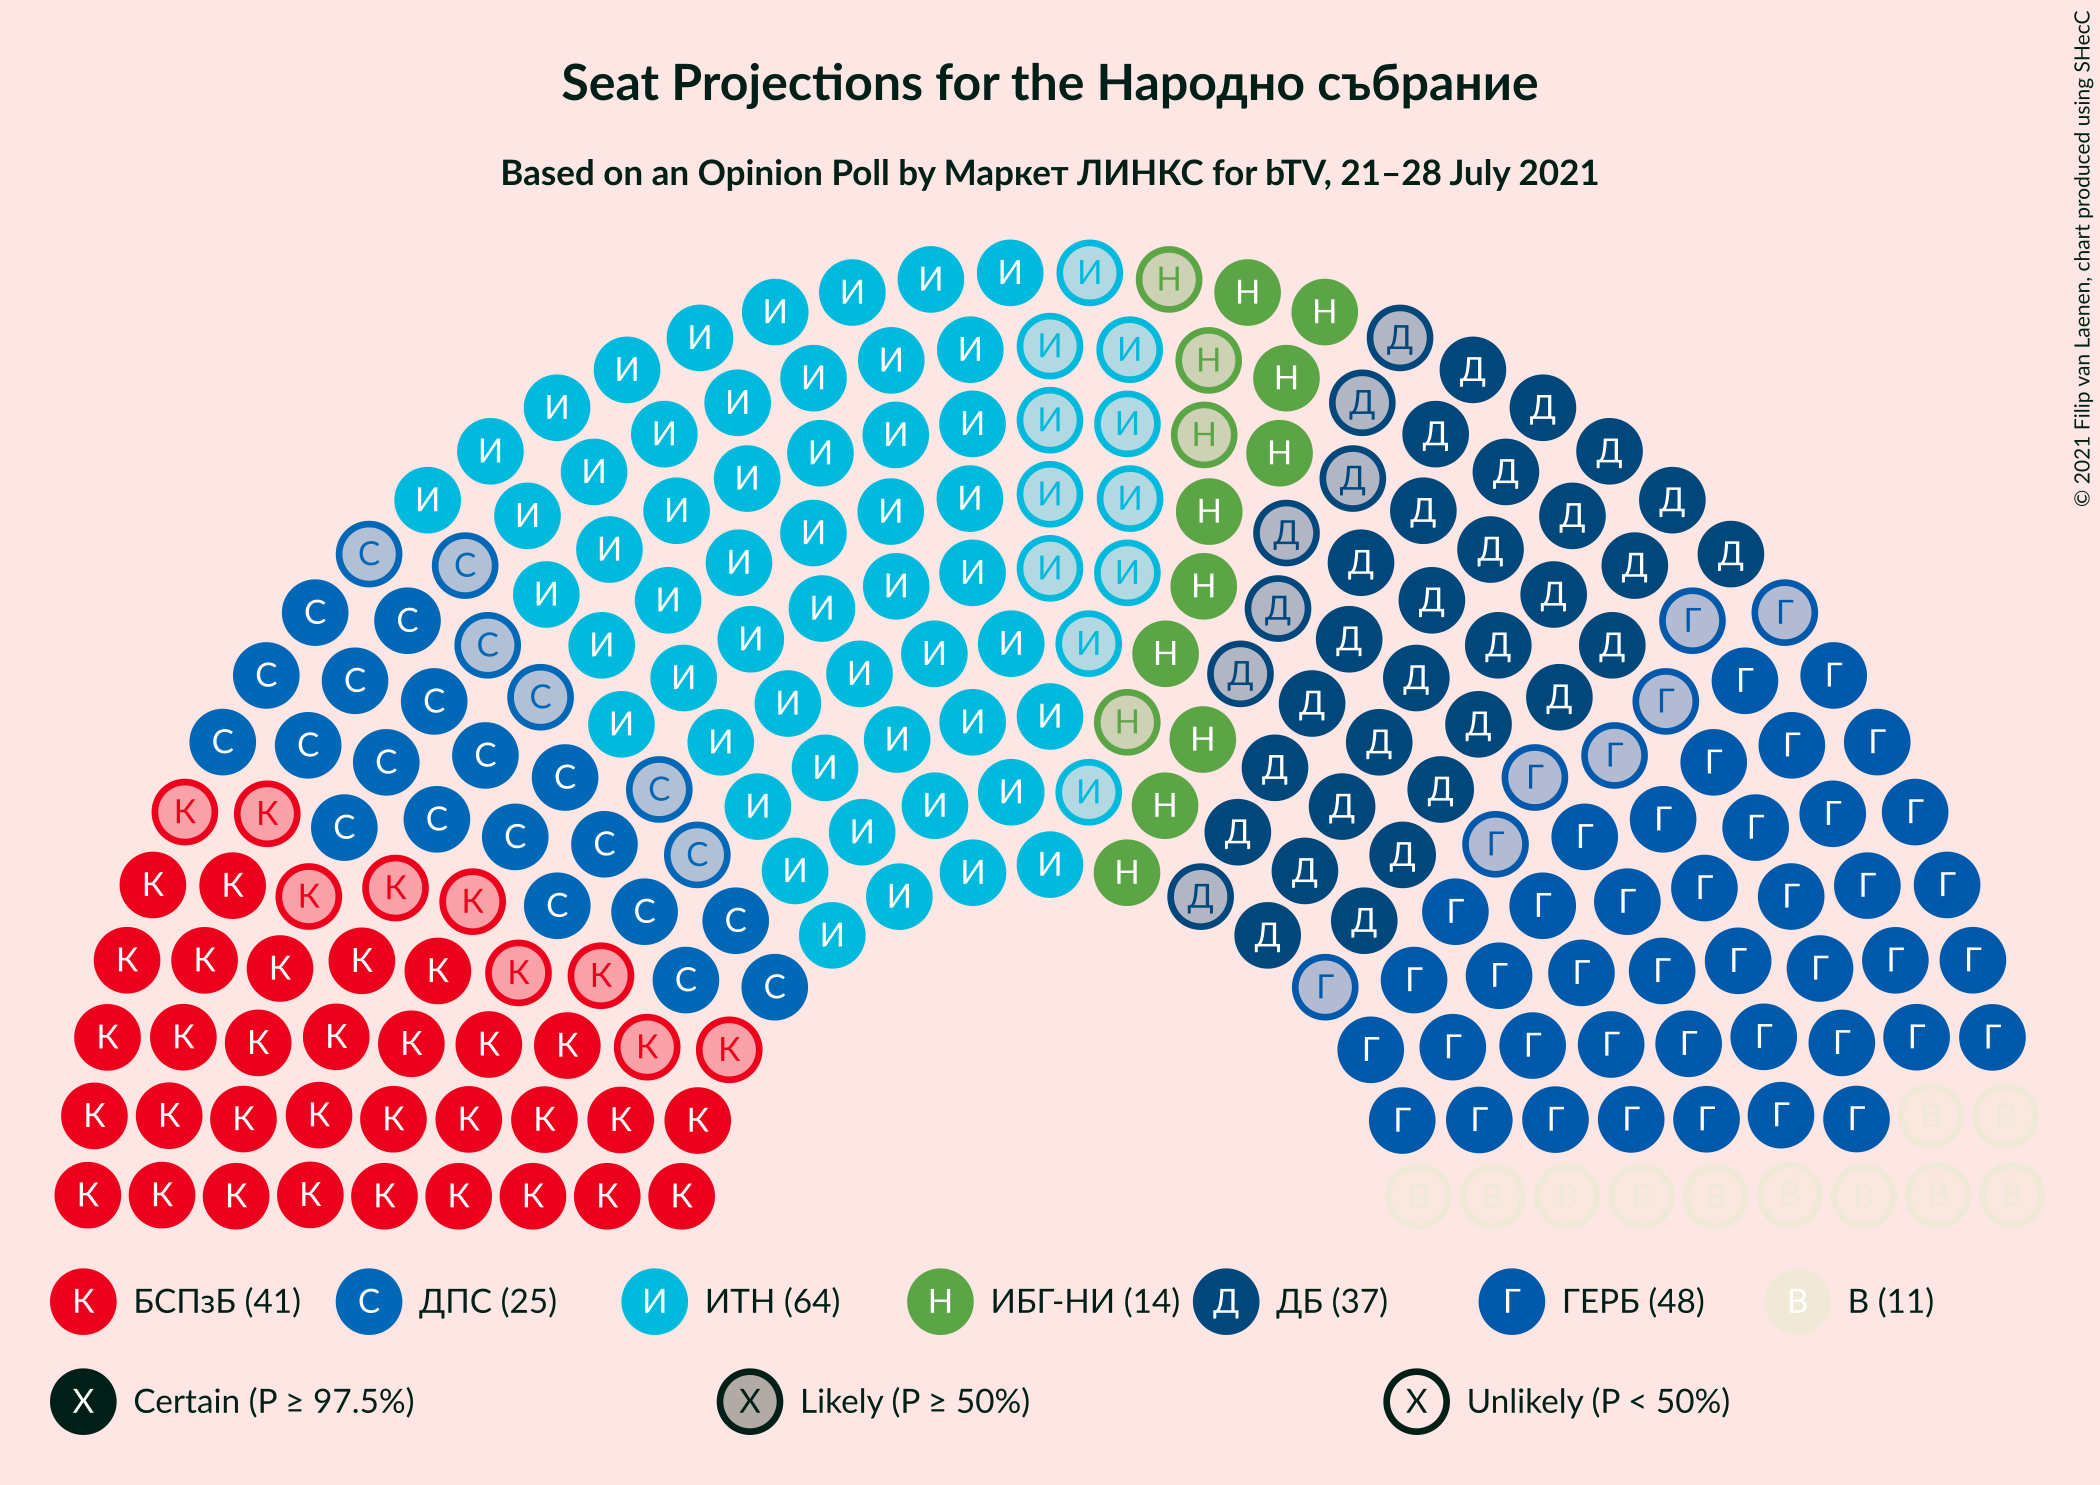 Seat Projections for the Народно събрание
Based on an Opinion Poll by Маркет ЛИНКС for bTV, 21–28 July 2021
© 2021 Filip van Laenen, chart produced using SHecC
К БСПзБ (41) С ДПС (25) И ИТН (64) Н ИБГ-НИ (14) Д ДБ (37) Г ГЕРБ (48) В В (11)
X Certain (P ≥ 97.5%) X Likely (P ≥ 50%) X Unlikely (P < 50%)